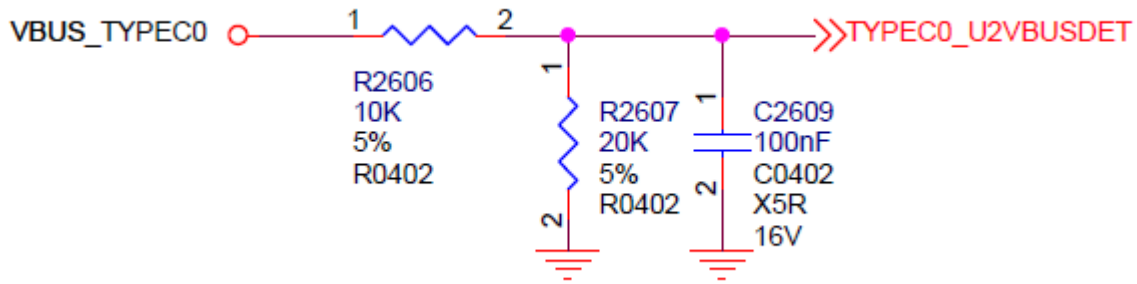 VBUS_TYPEC0
1
2
TYPEC0_U2VBUSDET
R2606
10K
5%
R0402
1
2
R2607
20K
5%
R0402
1
2
C2609
100nF
C0402
X5R
16V